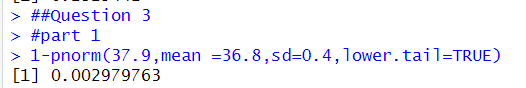 > ##Question 3
> #part 1
> 1-pnorm(37.9,mean =36.8,sd=0.4,lower.tail=TRUE)
[1] 0.002979763